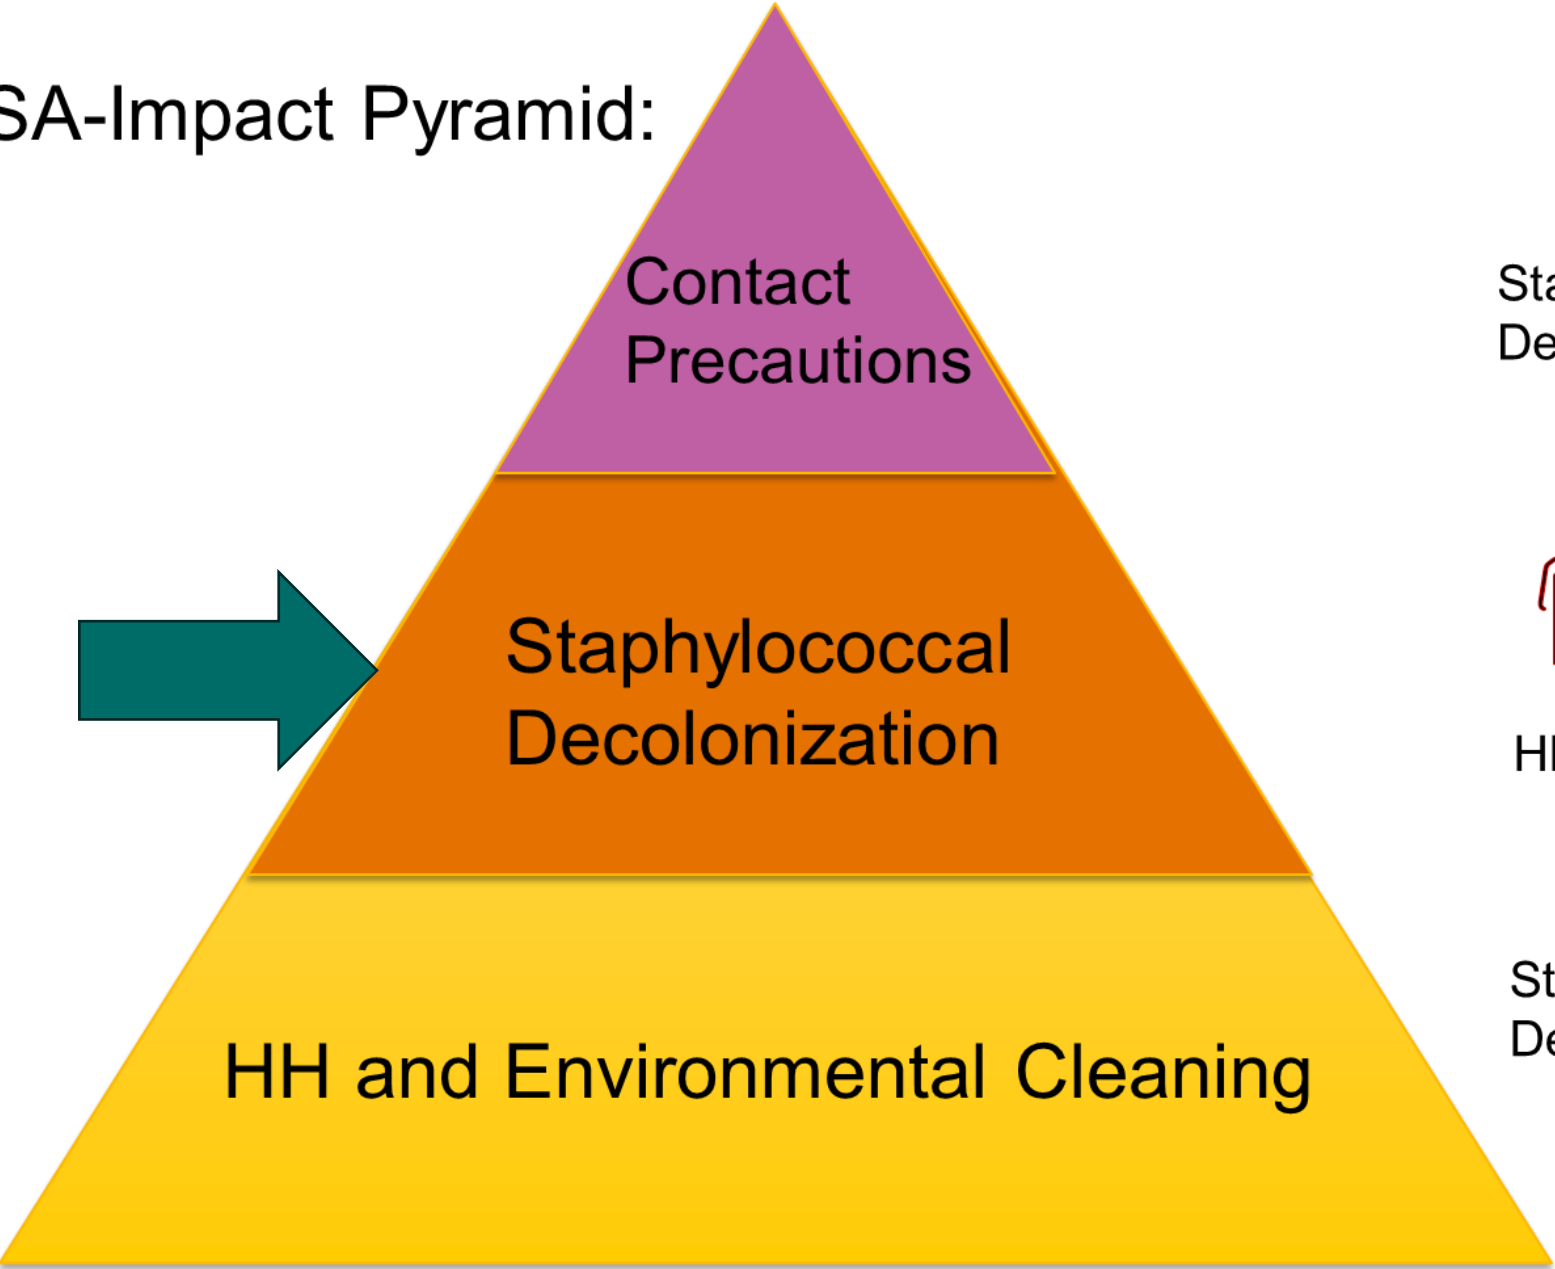 SA-Impact Pyramid:
Contact
Precautions
Staphylococcal
Decolonization
HH and Environmental Cleaning